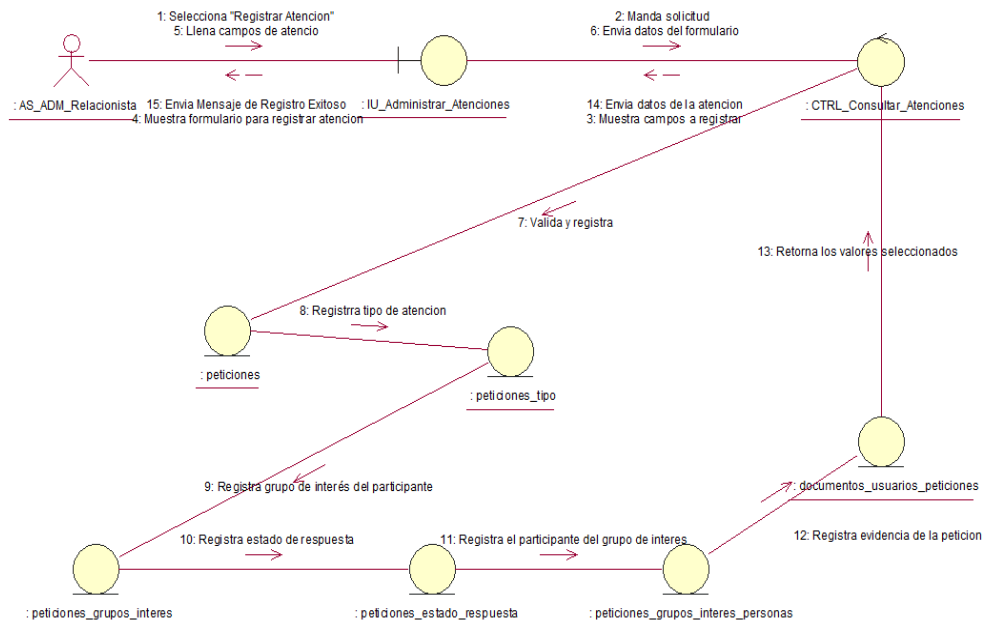 1: Selecciona "Registrar Atencion"
5: Llena campos de atencio
2: Manda solicitud
6: Envia datos del formulario
: AS_ADM_Relacionista
15: Envia Mensaje de Registro Exitoso
4: Muestra formulario para registrar atencion
: IU_Administrar_Atenciones
14: Envia datos de la atencion
3: Muestra campos a registrar
: CTRL_Consultar_Atenciones
7: Valida y registra
13: Retorna los valores seleccionados
8: Registrra tipo de atencion
: peticiones
: peticiones_tipo
9: Registra grupo de interés del participante
: documentos_usuarios_peticiones
10: Registra estado de respuesta
11: Registra el participante del grupo de interes
12: Registra evidencia de la peticion
: peticiones_grupos_interes
: peticiones_estado_respuesta
: peticiones_grupos_interes_personas